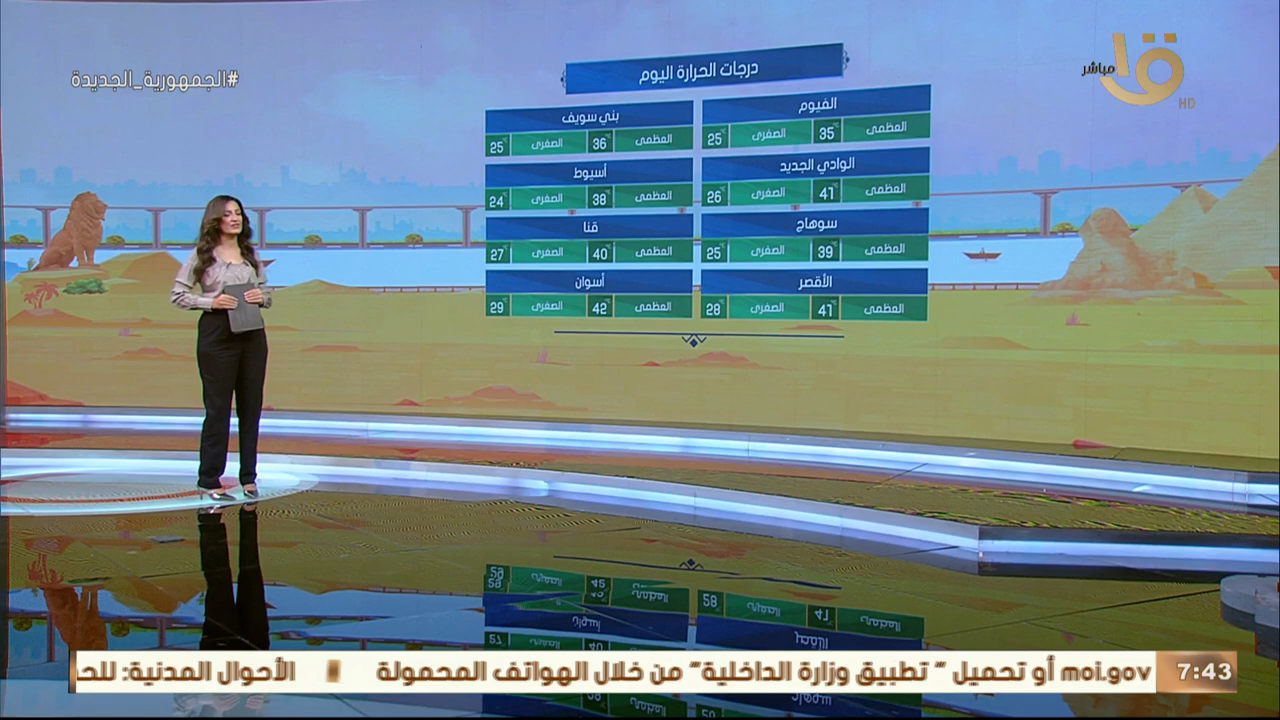 #الجمهورية_الجديدة
مباشر
HD
درجات الحرارة اليوم
الفيوم
العظمى 35 الصغرى 25
بني سويف
العظمى 36 الصغرى 25
الوادي الجديد
العظمى 41 الصغرى 26
أسيوط
العظمى 38 الصغرى 24
سوهاج
العظمى 39 الصغرى 25
قنا
العظمى 40 الصغرى 27
الأقصر
العظمى 41 الصغرى 28
أسوان
العظمى 42 الصغرى 29
7:43
moi.gov أو تحميل " تطبيق وزارة الداخلية" من خلال الهواتف المحمولة
الأحوال المدنية: للحـ